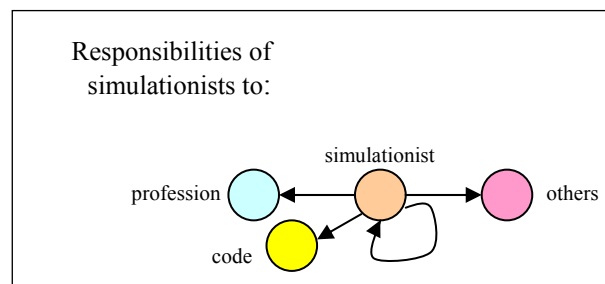 Responsibilities of
simulationists to:
simulationist
profession
others
code